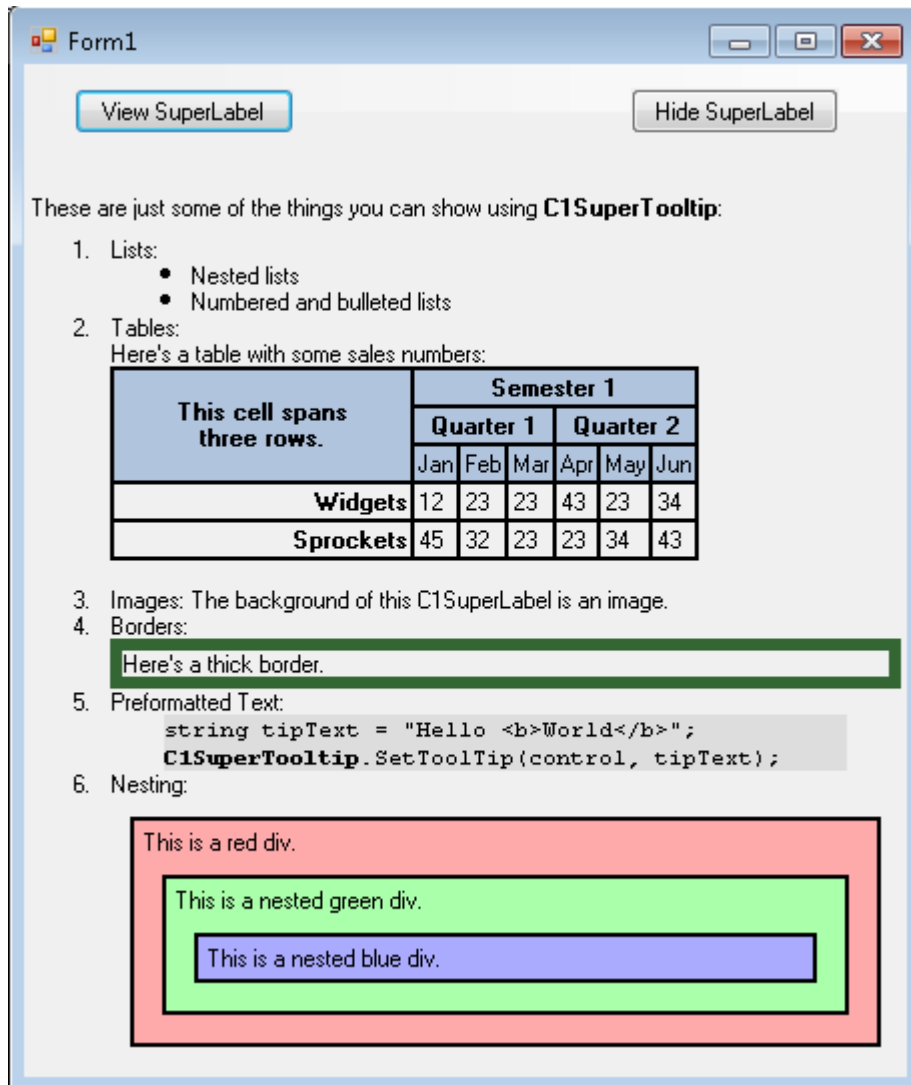 Form1
View SuperLabel
Hide SuperLabel
These are just some of the things you can show using C1SuperTooltip:
1. Lists:
• Nested lists
• Numbered and bulleted lists
2. Tables:
Here's a table with some sales numbers:
This cell spans
three rows.
Semester 1
Quarter 1 Quarter 2
Jan Feb Mar Apr May Jun
Widgets 12 23 23 43 23 34
Sprockets 45 32 23 23 34 43
3. Images: The background of this C1SuperLabel is an image.
4. Borders:
Here's a thick border.
5. Preformatted Text:
string tipText = "Hello <b>World</b>";
C1SuperTooltip.SetToolTip(control, tipText);
6. Nesting:
This is a red div.
This is a nested green div.
This is a nested blue div.